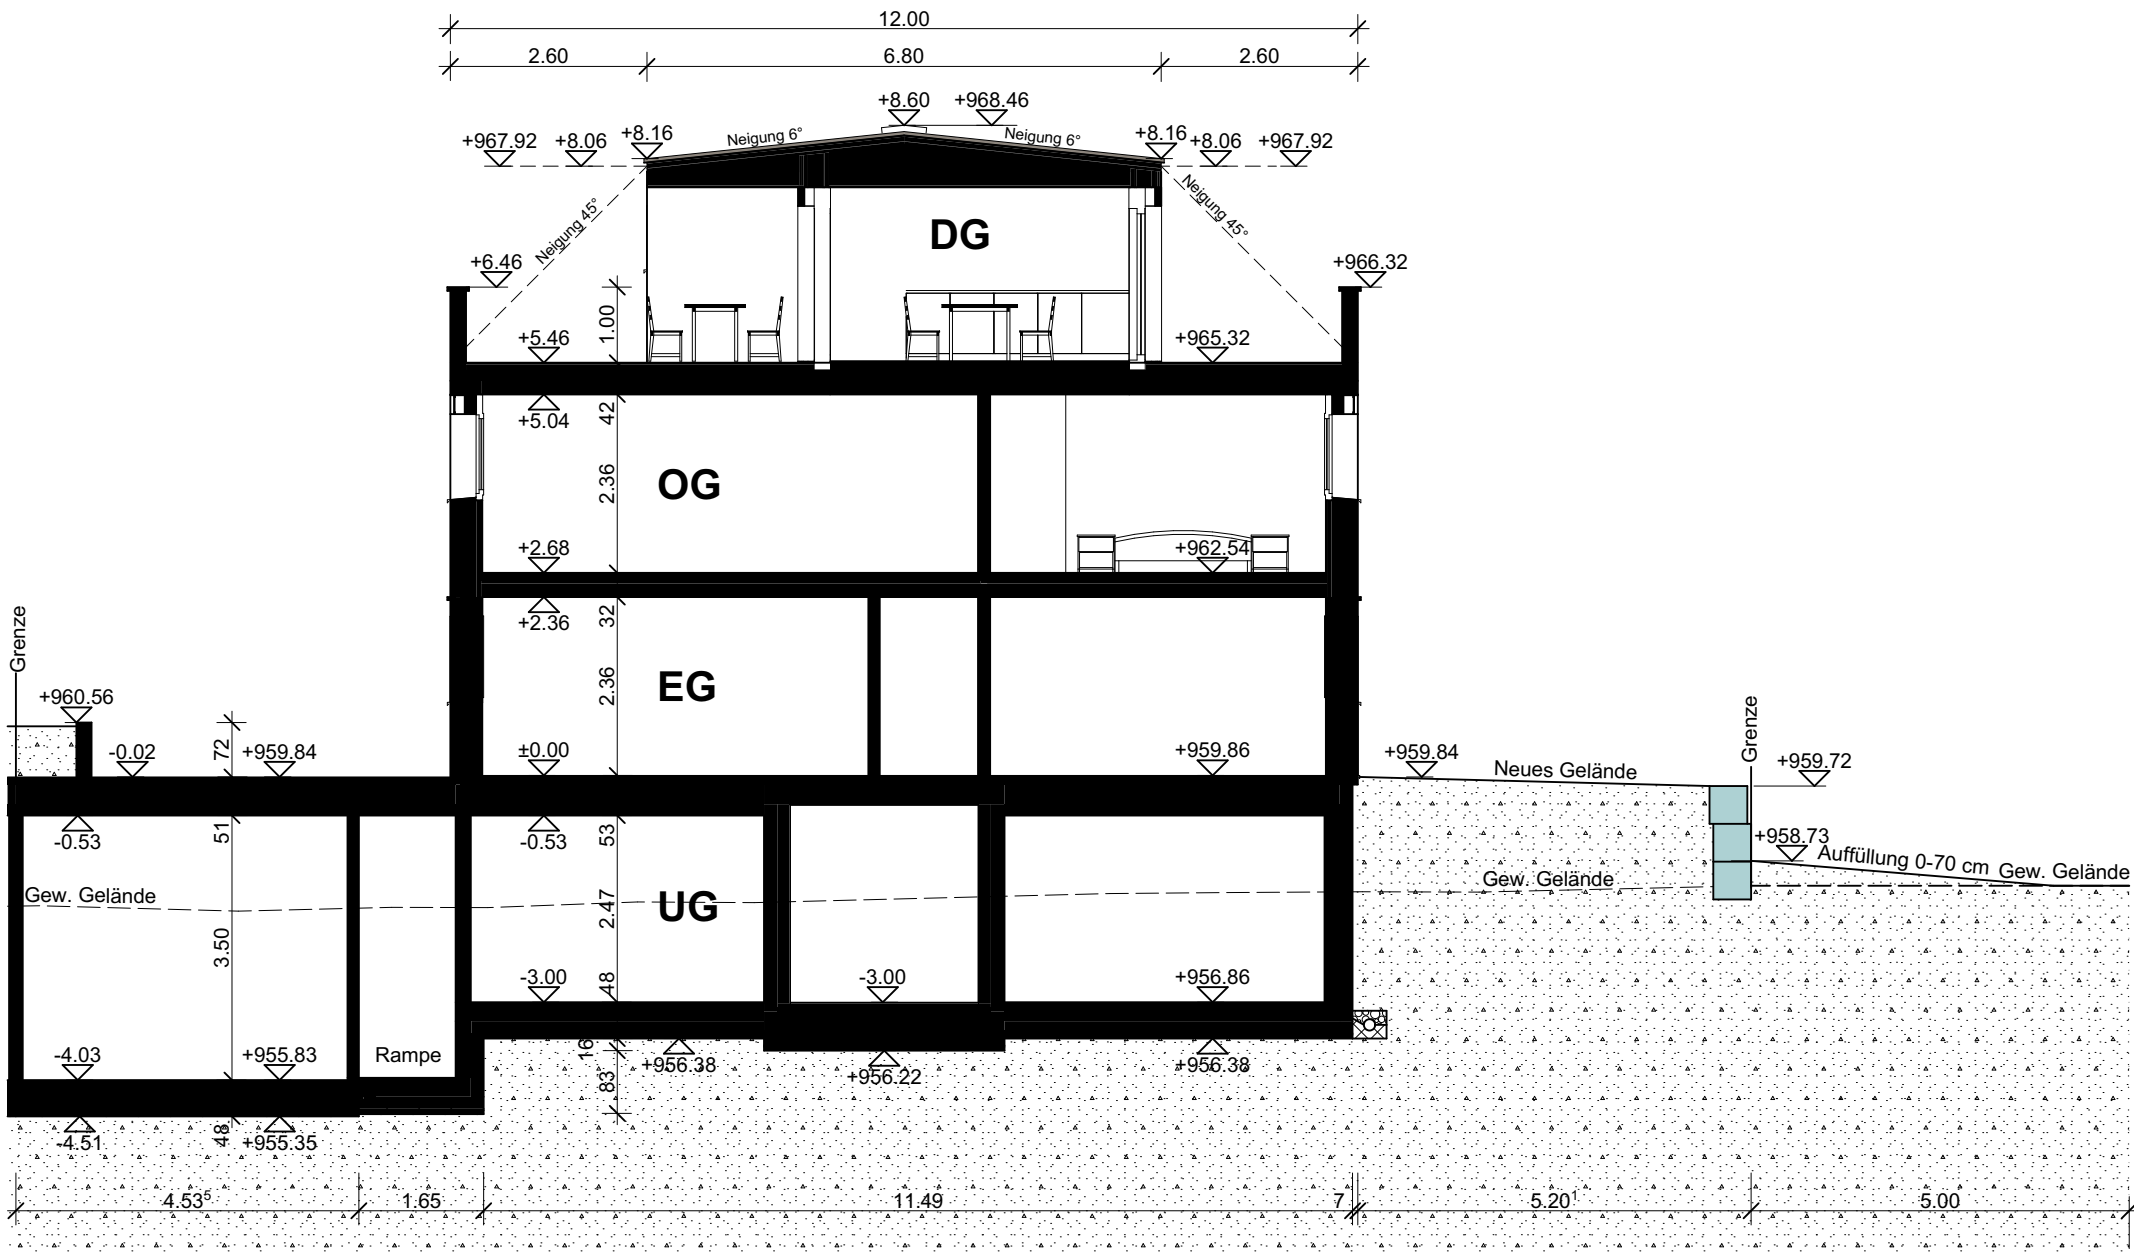 12.00
2.60 6.80 2.60
+8.60 +968.46
+967.92 +8.06 +8.16 Neigung 6° Neigung 6° +8.16 +8.06 +967.92
Neigung 45° Neigung 45°
DG
+6.46 +966.32
1.00
+5.46 +965.32
+5.04 42
OG 2.36
+2.68 +962.54
+2.36 32
EG 2.36
Grenze
+960.56
-0.02 72 +959.84 ±0.00 +959.86 +959.84 Neues Gelände Grenze +959.72
-0.53 51 -0.53 53 +958.73
Auffüllung 0-70 cm Gew. Gelände
Gew. Gelände UG Gew. Gelände
3.50 2.47
-3.00 48 -3.00 +956.86
-4.03 +955.83 Rampe 16 +956.38 +956.22 +956.38
83
-4.51 48 +955.35
4.53⁵ 1.65 11.49 7 5.20¹ 5.00